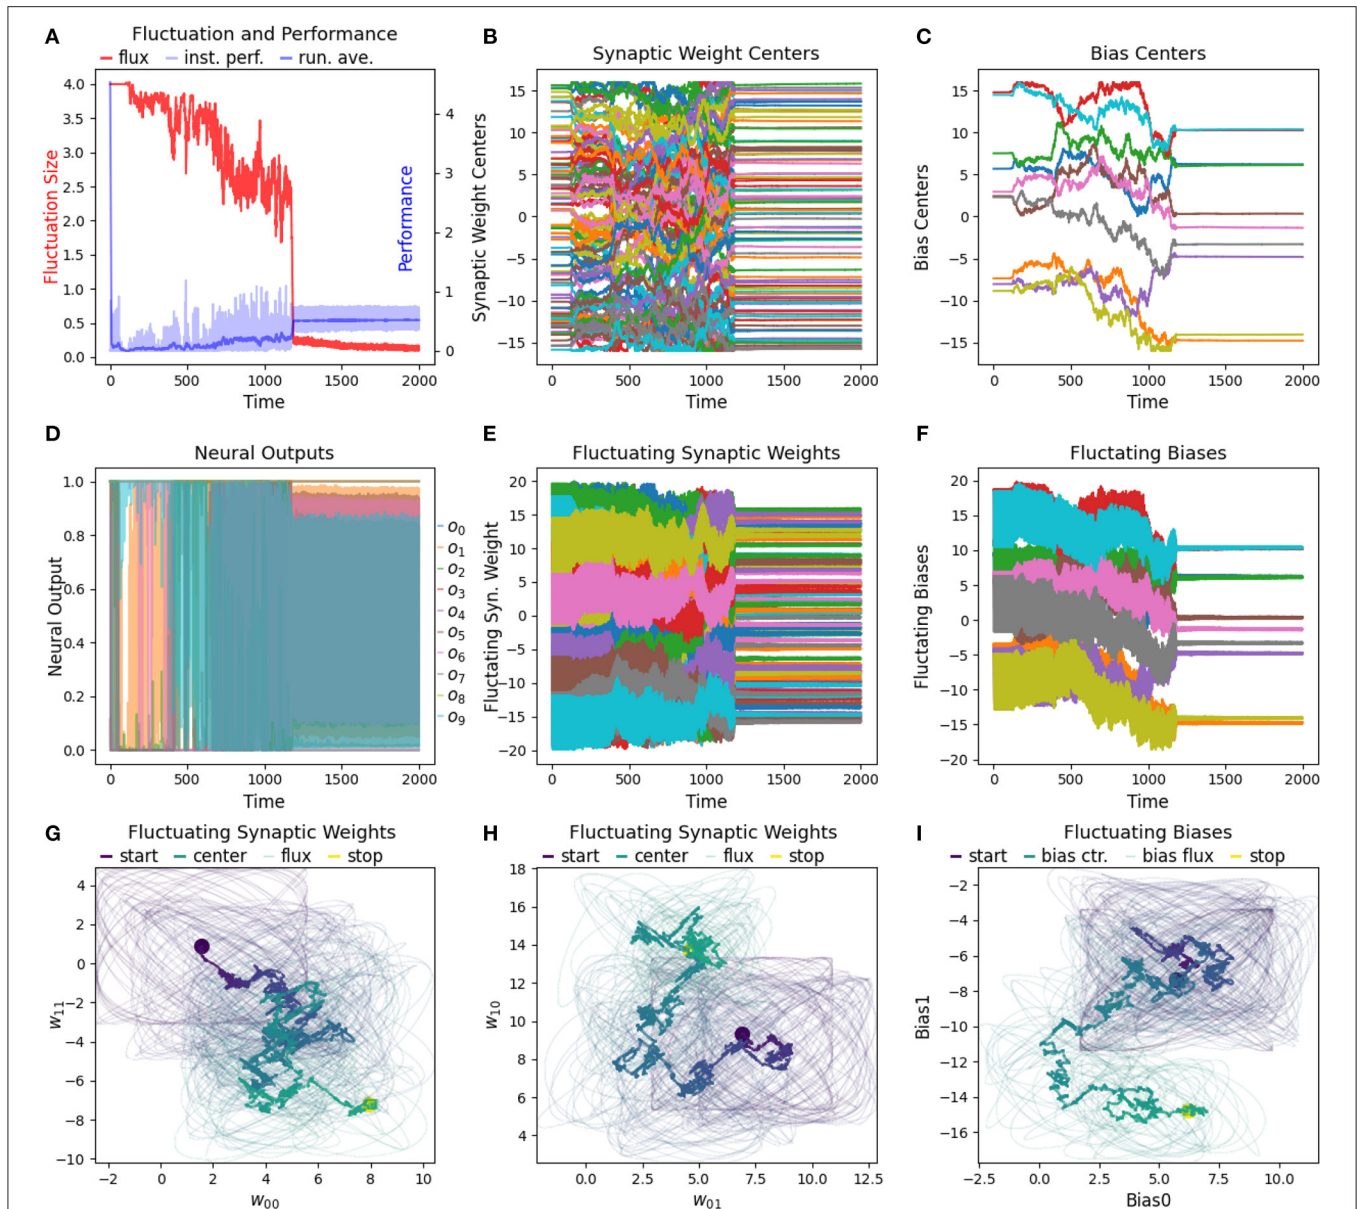 A
Fluctuation and Performance
flux inst. perf. run. ave.
4.0
3.5
3.0
2.5
2.0
1.5
1.0
0.5
0.0
Fluctuation Size
4
3
2
1
0
Performance
0 500 1000 1500 2000
Time
B
Synaptic Weight Centers
15
10
5
0
−5
−10
−15
Synaptic Weight Centers
0 500 1000 1500 2000
Time
C
Bias Centers
15
10
5
0
−5
−10
−15
Bias Centers
0 500 1000 1500 2000
Time
D
Neural Outputs
1.0
0.8
0.6
0.4
0.2
0.0
Neural Output
o0
o1
o2
o3
o4
o5
o6
o7
o8
o9
0 500 1000 1500 2000
Time
E
Fluctuating Synaptic Weights
20
15
10
5
0
−5
−10
−15
−20
Fluctating Syn. Weight
0 500 1000 1500 2000
Time
F
Fluctating Biases
20
15
10
5
0
−5
−10
−15
−20
Fluctating Biases
0 500 1000 1500 2000
Time
G
Fluctuating Synaptic Weights
start center flux stop
4
2
0
−2
−4
−6
−8
−10
w11
−2 0 2 4 6 8 10
w00
H
Fluctuating Synaptic Weights
start center flux stop
18
16
14
12
10
8
6
4
w10
0.0 2.5 5.0 7.5 10.0 12.5
w01
I
Fluctuating Biases
start bias ctr. bias flux stop
−2
−4
−6
−8
−10
−12
−14
−16
Bias1
−2.5 0.0 2.5 5.0 7.5 10.0
Bias0